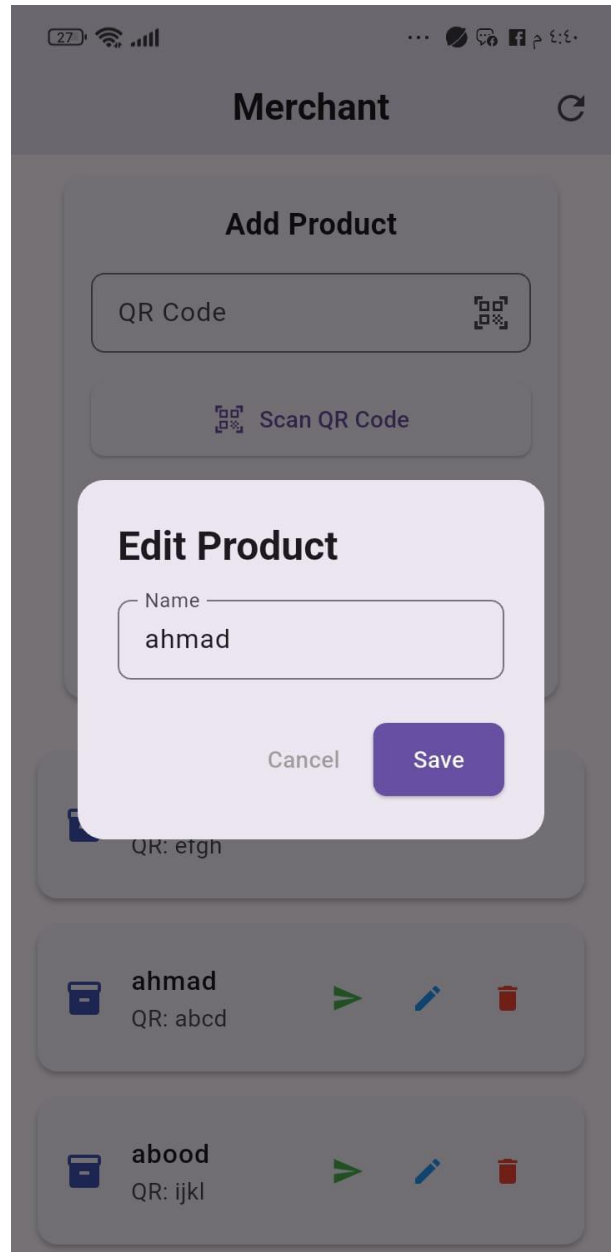 27 م ٤:٤٠
Merchant
Add Product
QR Code
Scan QR Code
Edit Product
Name
ahmad
Cancel
Save
QR: efgh
ahmad
QR: abcd
abood
QR: ijkl